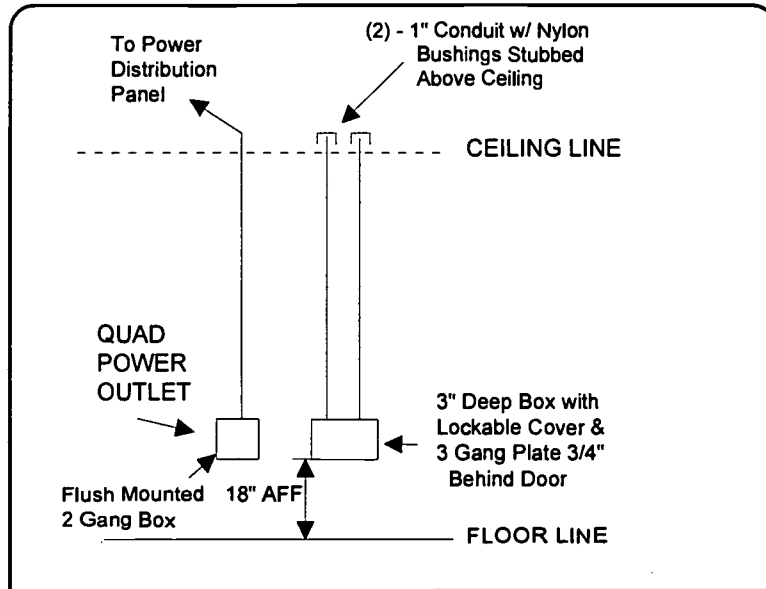 To Power
Distribution
Panel
(2) - 1" Conduit w/ Nylon
Bushings Stubbed
Above Ceiling
CEILING LINE
QUAD
POWER
OUTLET
3" Deep Box with
Lockable Cover &
3 Gang Plate 3/4"
Behind Door
Flush Mounted
2 Gang Box
18" AFF
FLOOR LINE